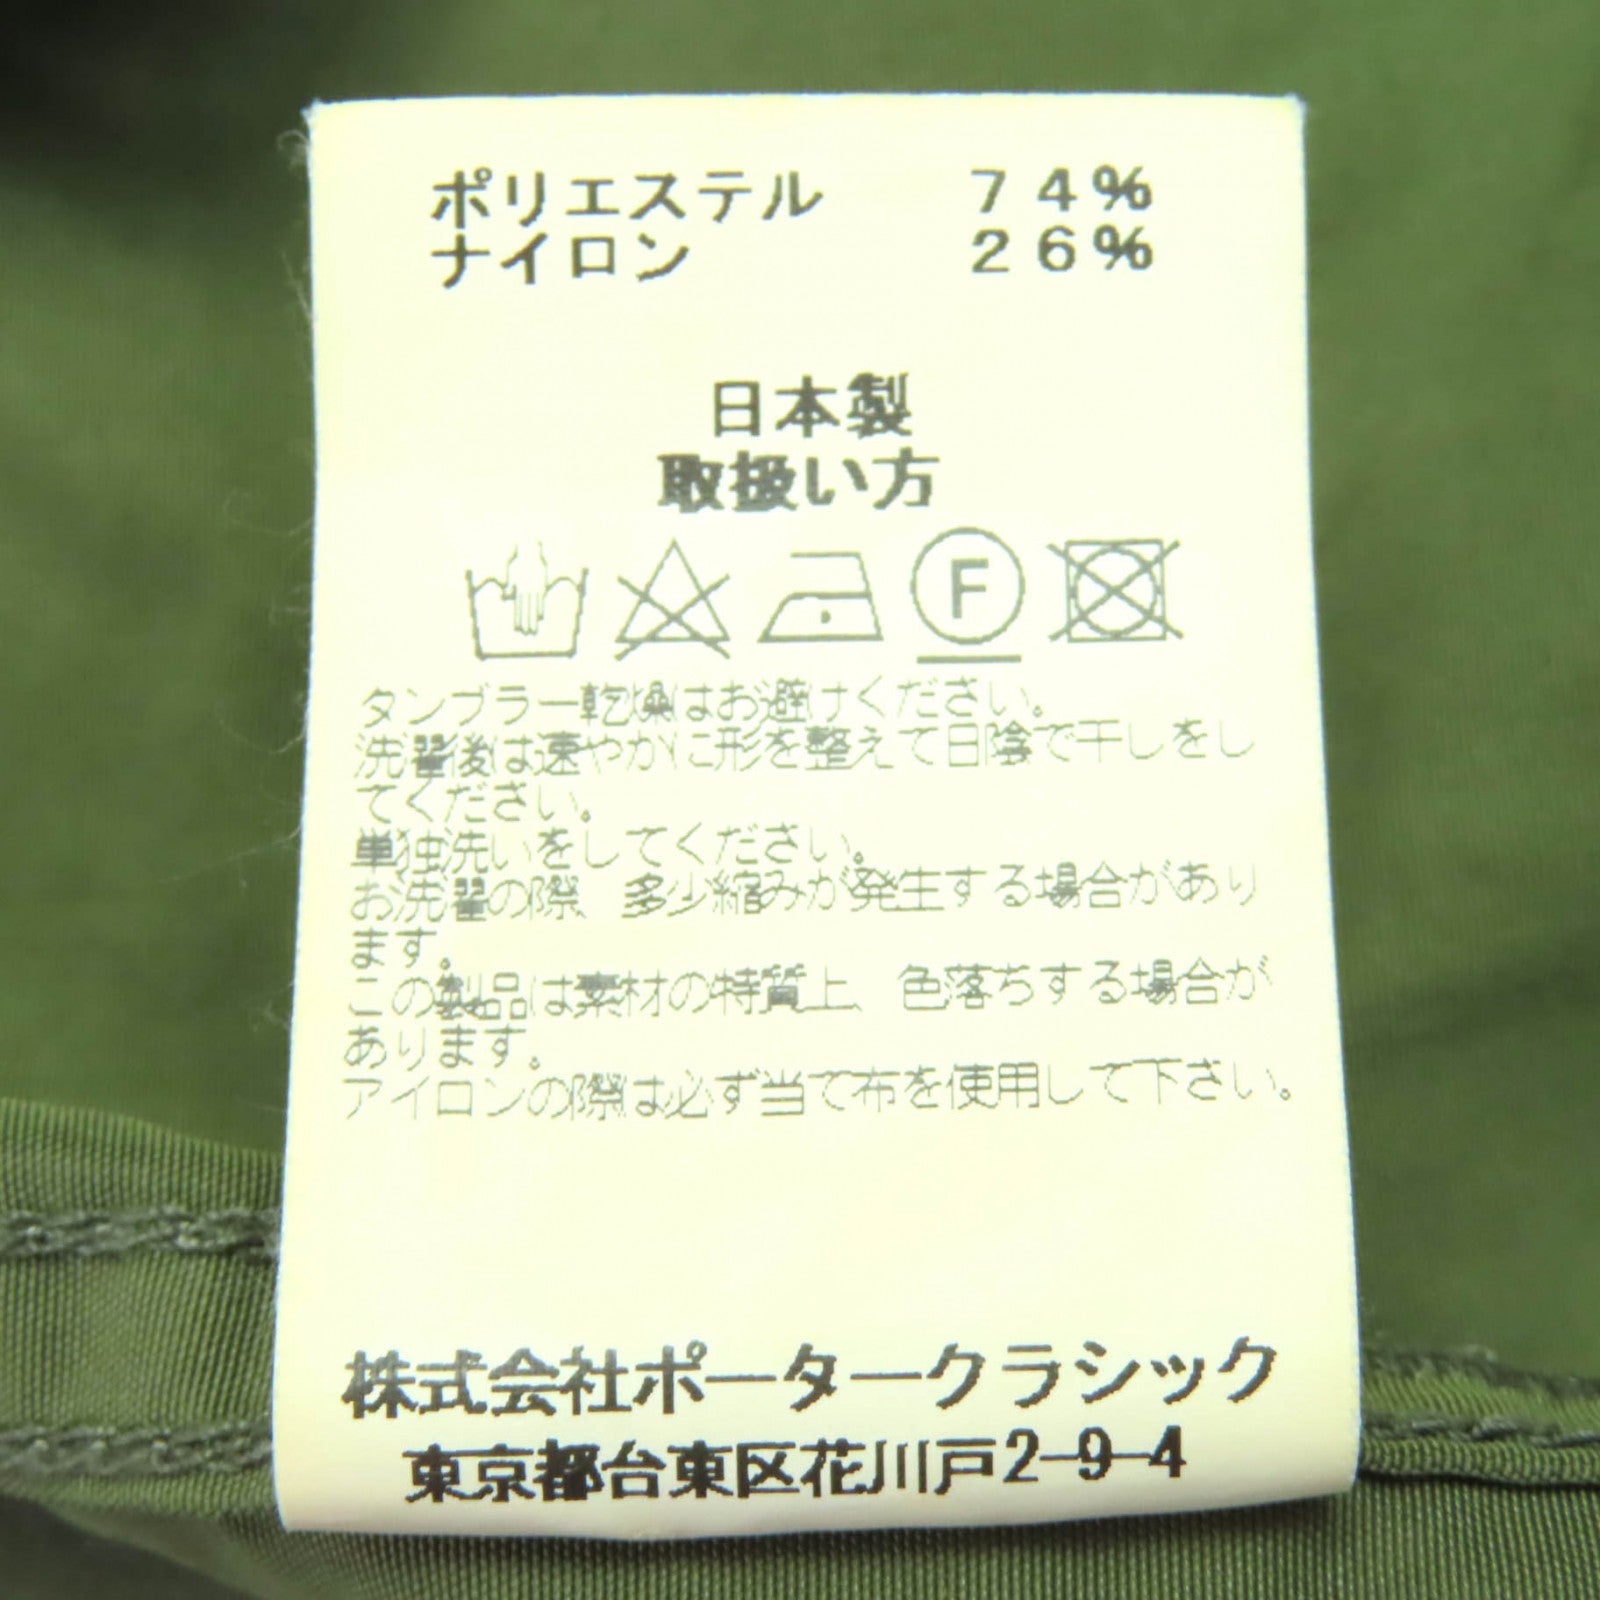 ポリエステル 74%
ナイロン 26%
日本製
取扱い方
F
タンブラー乾燥はお避けください。
洗濯後は速やかに形を整えて日陰で干しをし
てください。
単独洗いをしてください。
お洗濯の際、多少縮みが発生する場合があり
ます。
この製品は素材の特質上、色落ちする場合が
あります。
アイロンの際は必ず当て布を使用して下さい。
株式会社ポータークラシック
東京都台東区花川戸2-9-4